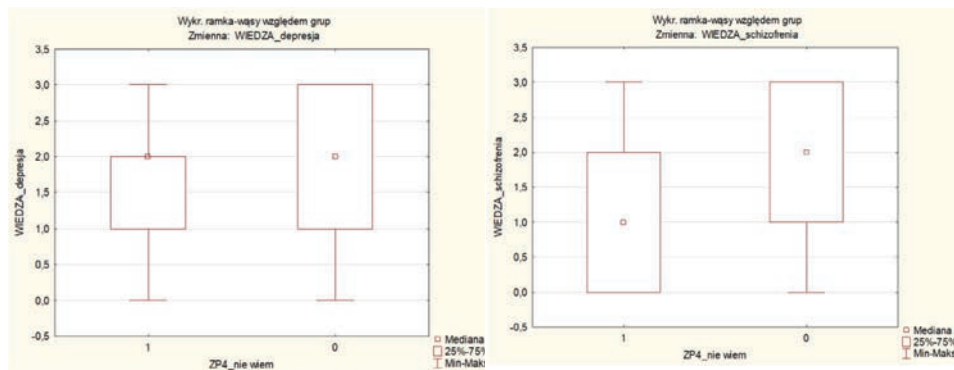 Wykr. ramka-wąsy względem grup
Zmienna: WIEDZA_depresja
3,5
3,0
2,5
2,0
1,5
1,0
0,5
0,0
-0,5
WIEDZA_depresja
1
0
ZP4_nie wiem
Mediana
25%-75%
Min-Maks
Wykr. ramka-wąsy względem grup
Zmienna: WIEDZA_schizofrenia
3,5
3,0
2,5
2,0
1,5
1,0
0,5
0,0
-0,5
WIEDZA_schizofrenia
1
0
ZP4_nie wiem
Mediana
25%-75%
Min-Maks